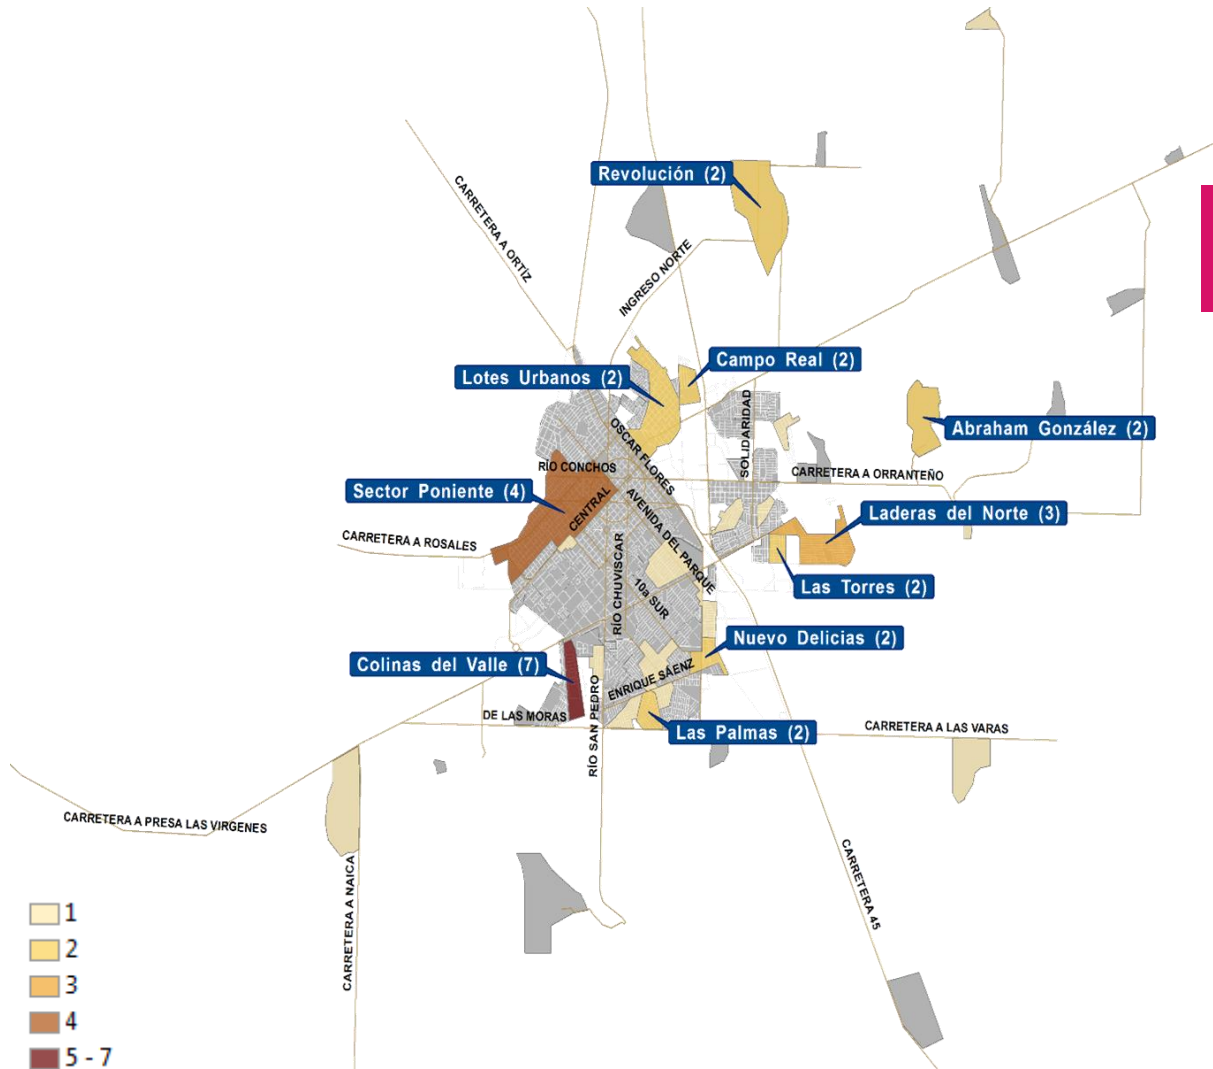 Revolución (2)
CARRETERA A ORTÍZ
INGRESO NORTE
Campo Real (2)
Lotes Urbanos (2)
SOLIDARIDAD
OSCAR FLORES
Abraham González (2)
RÍO CONCHOS
CARRETERA A ORRANTEÑO
Sector Poniente (4)
CENTRAL
AVENIDA DEL PARQUE
Laderas del Norte (3)
CARRETERA A ROSALES
RÍO CHUVISCAR
10a SUR
Las Torres (2)
Nuevo Delicias (2)
Colinas del Valle (7)
ENRIQUE SÁENZ
RÍO SAN PEDRO
DE LAS MORAS
Las Palmas (2)
CARRETERA A LAS VARAS
CARRETERA A PRESA LAS VIRGENES
CARRETERA A NAICA
CARRETERA 45
1
2
3
4
5 - 7